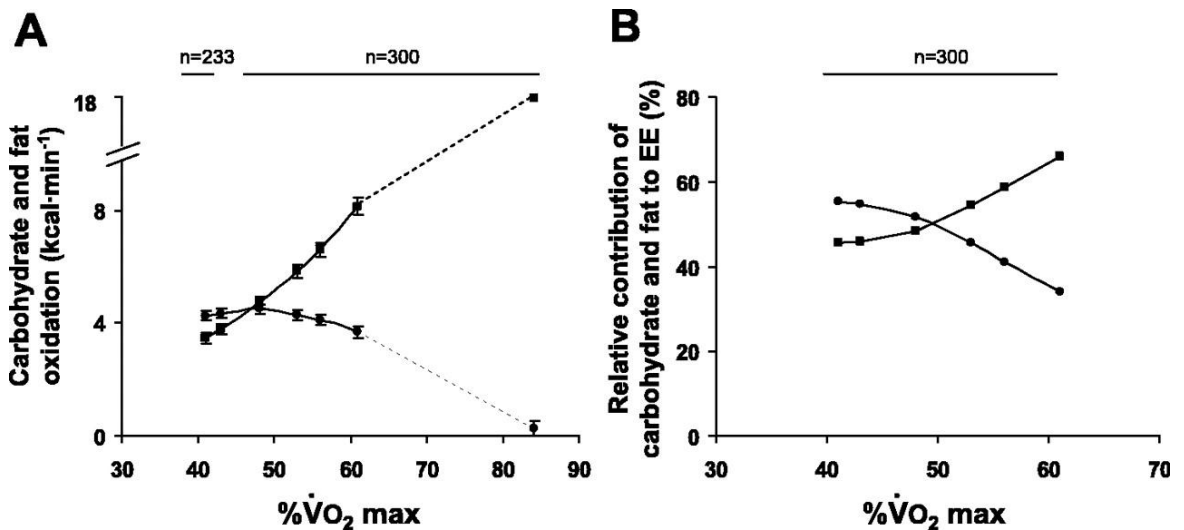 A
n=233
n=300
Carbohydrate and fat
oxidation (kcal·min⁻¹)
18
8
4
0
30
40
50
60
70
80
90
%V̇O₂ max
B
n=300
Relative contribution of
carbohydrate and fat to EE (%)
80
60
40
20
0
30
40
50
60
70
%V̇O₂ max